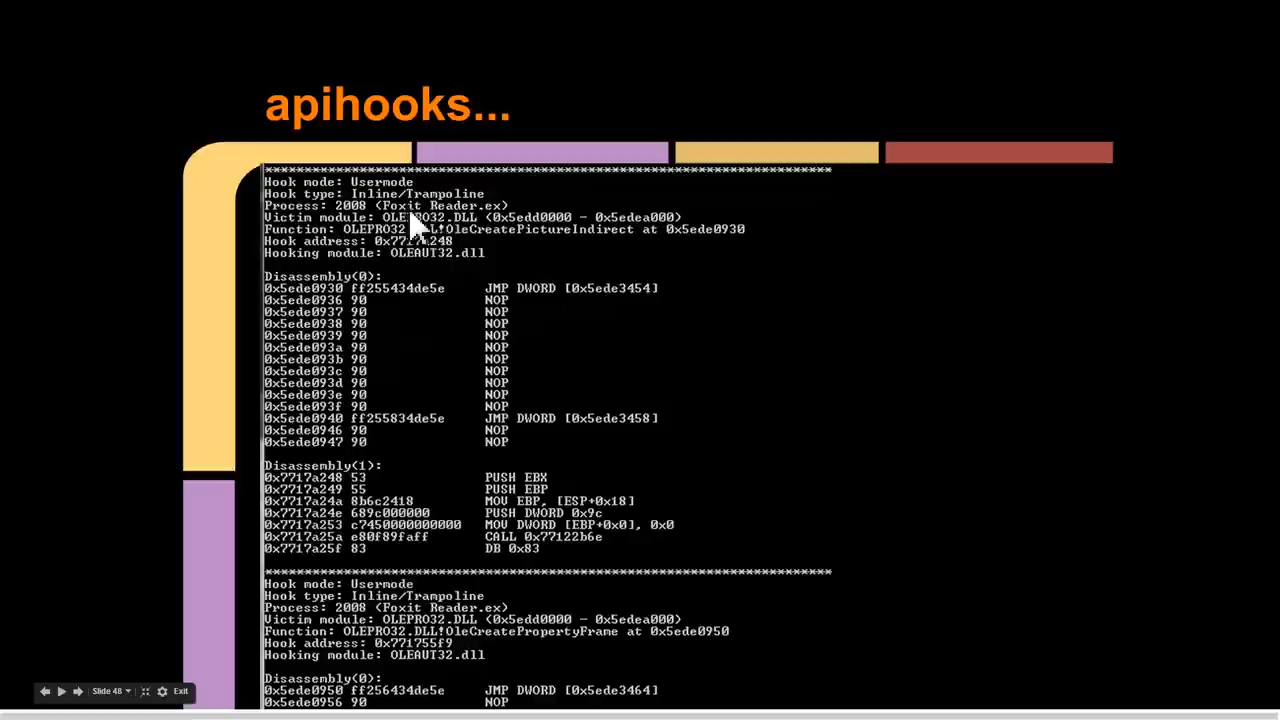 apihooks...
************************************************************************
Hook mode: Usermode
Hook type: Inline/Trampoline
Process: 2008 (Foxit Reader.ex)
Victim module: OLEPRO32.DLL (0x5edd0000 - 0x5edea000)
Function: OLEPRO32.DLL!OleCreatePictureIndirect at 0x5ede0930
Hook address: 0x7717a248
Hooking module: OLEAUT32.dll
Disassembly(0):
0x5ede0930 ff255434de5e JMP DWORD [0x5ede3454]
0x5ede0936 90 NOP
0x5ede0937 90 NOP
0x5ede0938 90 NOP
0x5ede0939 90 NOP
0x5ede093a 90 NOP
0x5ede093b 90 NOP
0x5ede093c 90 NOP
0x5ede093d 90 NOP
0x5ede093e 90 NOP
0x5ede093f 90 NOP
0x5ede0940 ff255834de5e JMP DWORD [0x5ede3458]
0x5ede0946 90 NOP
0x5ede0947 90 NOP
Disassembly(1):
0x7717a248 53 PUSH EBX
0x7717a249 55 PUSH EBP
0x7717a24a 8b6c2418 MOV EBP, [ESP+0x18]
0x7717a24e 689c000000 PUSH DWORD 0x9c
0x7717a253 c7450000000000 MOV DWORD [EBP+0x0], 0x0
0x7717a25a e80f89faff CALL 0x77122b6e
0x7717a25f 83 DB 0x83
************************************************************************
Hook mode: Usermode
Hook type: Inline/Trampoline
Process: 2008 (Foxit Reader.ex)
Victim module: OLEPRO32.DLL (0x5edd0000 - 0x5edea000)
Function: OLEPRO32.DLL!OleCreatePropertyFrame at 0x5ede0950
Hook address: 0x771755f9
Hooking module: OLEAUT32.dll
Disassembly(0):
0x5ede0950 ff256434de5e JMP DWORD [0x5ede3464]
0x5ede0956 90 NOP
Slide 48 Exit